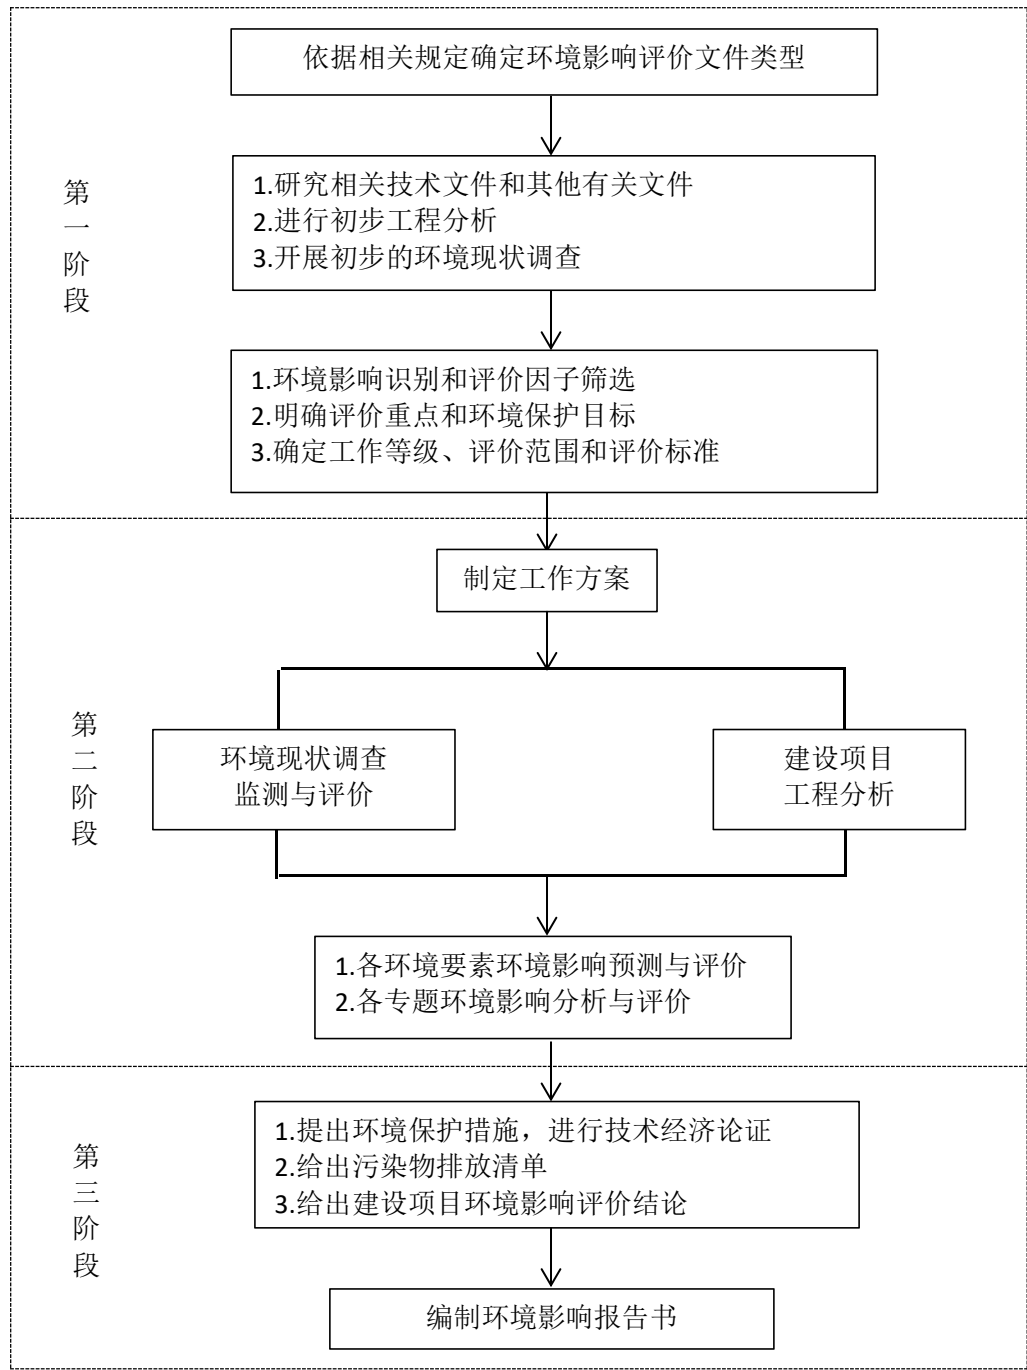 依据相关规定确定环境影响评价文件类型
第一阶段
1.研究相关技术文件和其他有关文件
2.进行初步工程分析
3.开展初步的环境现状调查
1.环境影响识别和评价因子筛选
2.明确评价重点和环境保护目标
3.确定工作等级、评价范围和评价标准
制定工作方案
第二阶段
环境现状调查
监测与评价
建设项目
工程分析
1.各环境要素环境影响预测与评价
2.各专题环境影响分析与评价
第三阶段
1.提出环境保护措施，进行技术经济论证
2.给出污染物排放清单
3.给出建设项目环境影响评价结论
编制环境影响报告书